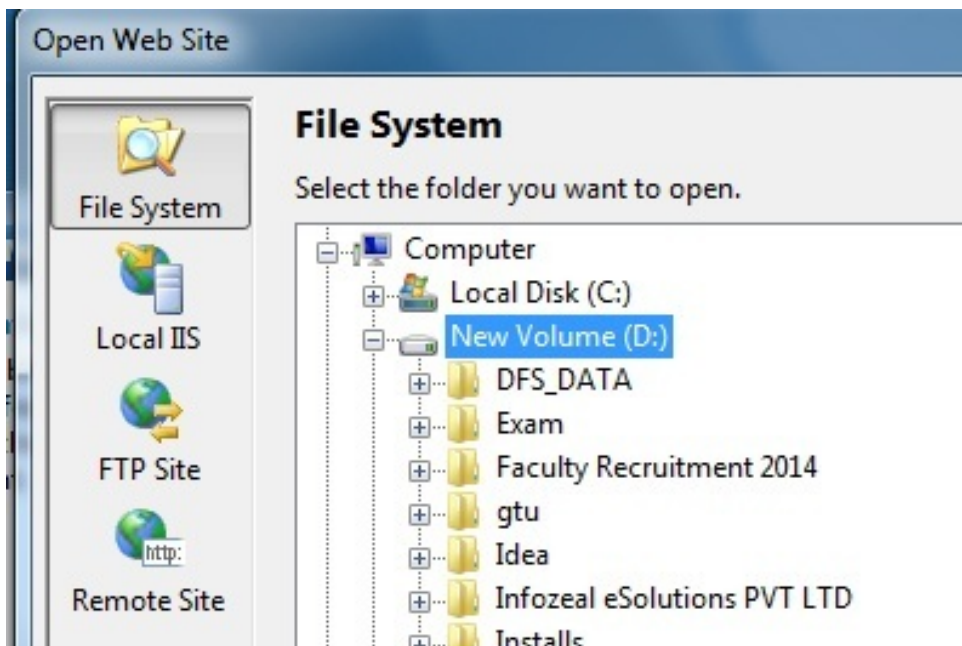 Open Web Site
File System
Local IIS
FTP Site
http:
Remote Site
File System
Select the folder you want to open.
Computer
Local Disk (C:)
New Volume (D:)
DFS_DATA
Exam
Faculty Recruitment 2014
gtu
Idea
Infozeal eSolutions PVT LTD
Installs